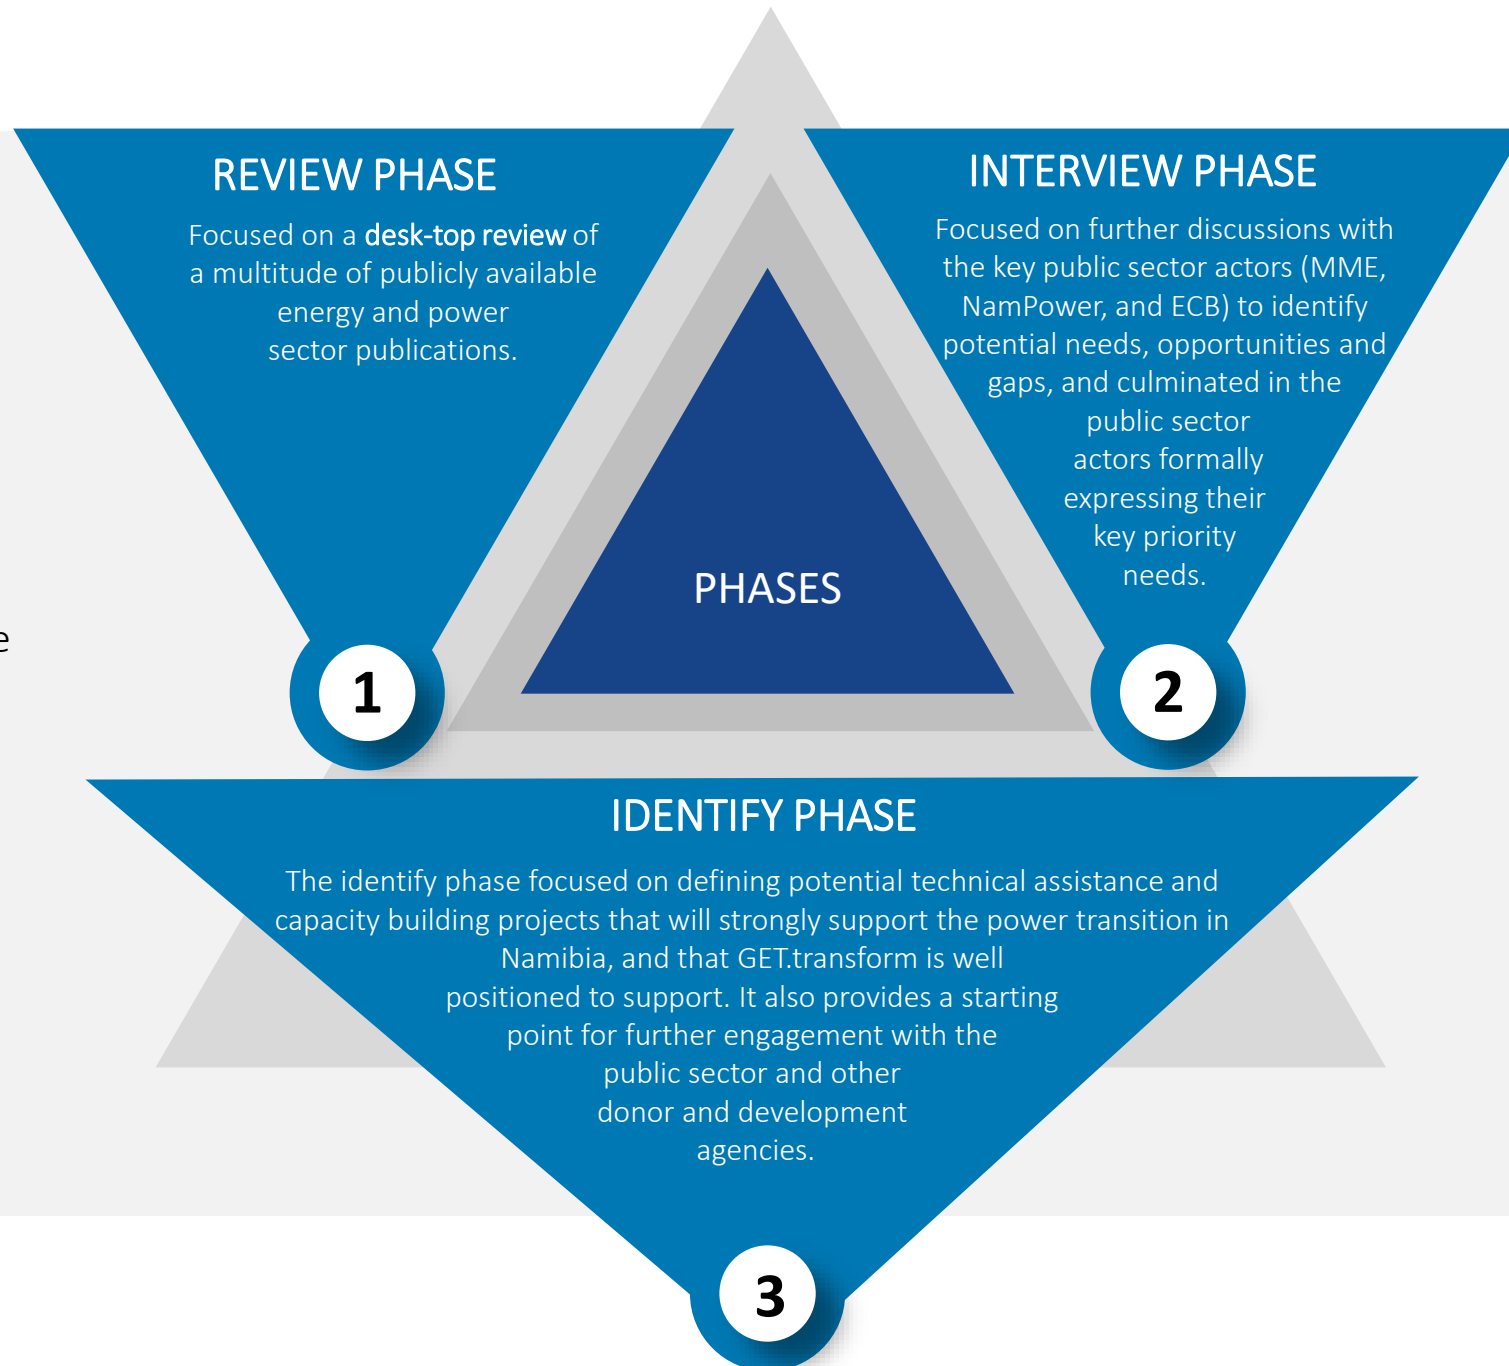 REVIEW PHASE
Focused on a desk-top review of
a multitude of publicly available
energy and power
sector publications.
1
INTERVIEW PHASE
Focused on further discussions with
the key public sector actors (MME,
NamPower, and ECB) to identify
potential needs, opportunities and
gaps, and culminated in the
public sector
actors formally
expressing their
key priority
needs.
2
PHASES
e
IDENTIFY PHASE
The identify phase focused on defining potential technical assistance and
capacity building projects that will strongly support the power transition in
Namibia, and that GET.transform is well
positioned to support. It also provides a starting
point for further engagement with the
public sector and other
donor and development
agencies.
3